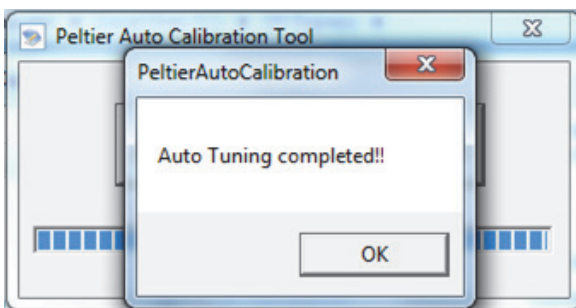 Peltier Auto Calibration Tool
PeltierAutoCalibration
Auto Tuning completed!!
OK